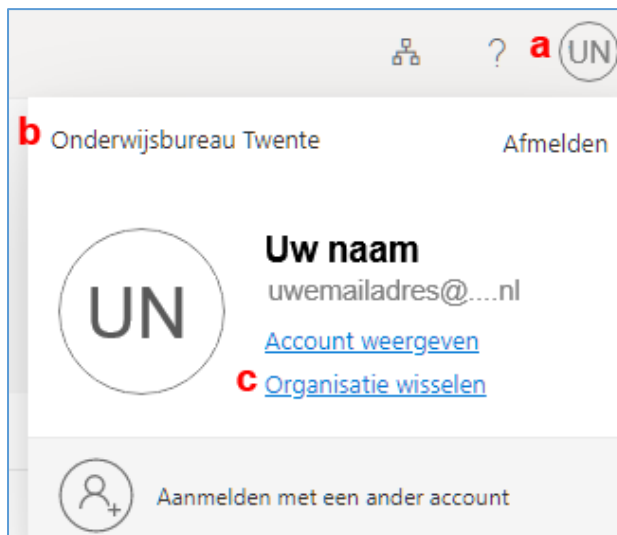 ? a UN
b Onderwijsbureau Twente Afmelden
UN
Uw naam
uwemailadres@....nl
Account weergeven
c Organisatie wisselen
Aanmelden met een ander account